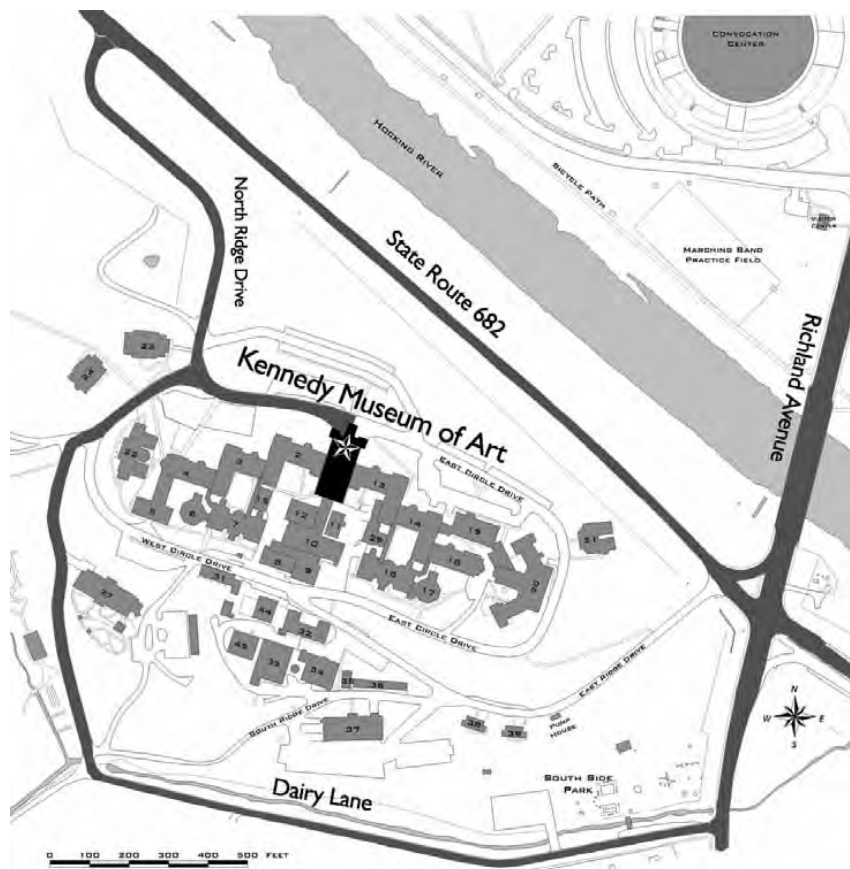 CONVOCATION
CENTER
HOCKING RIVER
BICYCLE PATH
VISITOR
CENTER
MARCHING BAND
PRACTICE FIELD
North Ridge Drive
State Route 682
Richland Avenue
Kennedy Museum of Art
EAST CIRCLE DRIVE
23
24
22
4
3
2
13
5
6
7
15
12
11
10
8
9
14
19
29
18
16
17
20
21
WEST CIRCLE DRIVE
31
27
44
32
EAST CIRCLE DRIVE
45
33
34
35
36
EAST RIDGE DRIVE
SOUTH RIDGE DRIVE
37
38
39
PUMP
HOUSE
N
W E
S
SOUTH SIDE
PARK
Dairy Lane
0 100 200 300 400 500 FEET